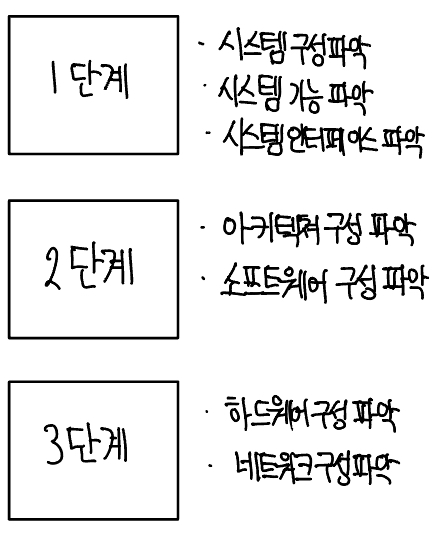 1단계
· 시스템 구성 파악
· 시스템 가능 파악
· 시스템 인터페이스 파악
2단계
· 아키텍쳐 구성 파악
· 소프트웨어 구성 파악
3단계
· 하드웨어 구성 파악
· 네트워크 구성 파악